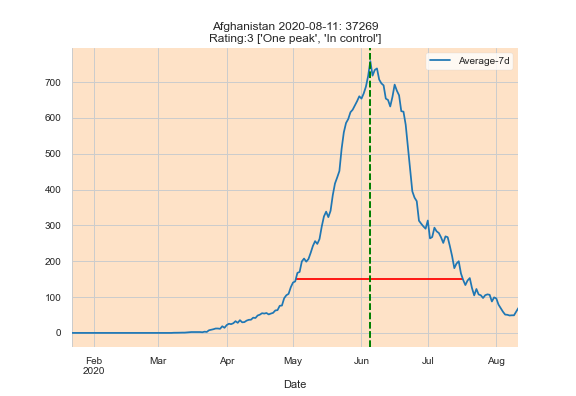 Afghanistan 2020-08-11: 37269
Rating:3 ['One peak', 'In control']
Average-7d
700
600
500
400
300
200
100
0
Feb
2020
Mar
Apr
May
Jun
Jul
Aug
Date